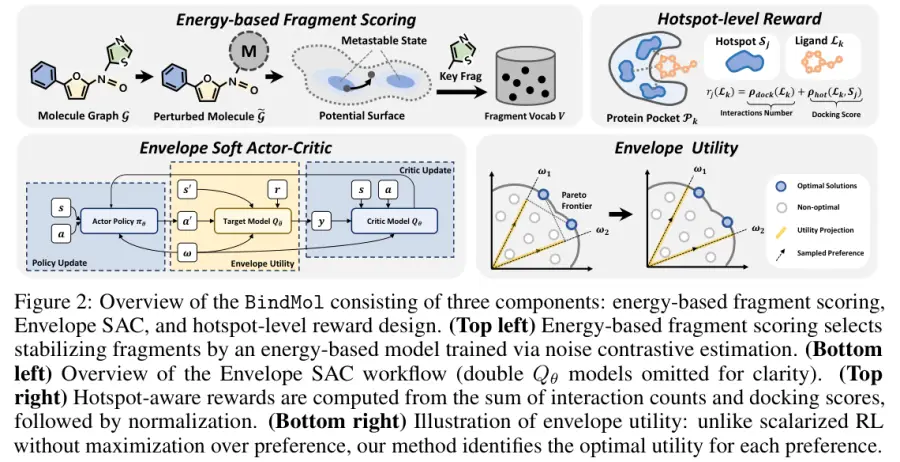 Energy-based Fragment Scoring
S
N
O
N
O
Molecule Graph 𝒢
M
O
N
O
Perturbed Molecule 𝒢̃
Metastable State
Potential Surface
S
N
Key Frag
Fragment Vocab V
Hotspot-level Reward
Protein Pocket 𝒫k
Hotspot 𝒮j
Ligand ℒk
rj(ℒk) = ρdock(ℒk) + ρhot(ℒk, 𝒮j)
Interactions Number
Docking Score
Envelope Soft Actor-Critic
Critic Update
s
a
Actor Policy πθ
s′
a′
ω
r
Target Model Qθ̄
y
s
a
Critic Model Qθ
Policy Update
Envelope Utility
Envelope Utility
ω1
Pareto
Frontier
ω2
ω1
ω2
Optimal Solutions
Non-optimal
Utility Projection
Sampled Preference
Figure 2: Overview of the BindMol consisting of three components: energy-based fragment scoring,
Envelope SAC, and hotspot-level reward design. (Top left) Energy-based fragment scoring selects
stabilizing fragments by an energy-based model trained via noise contrastive estimation. (Bottom
left) Overview of the Envelope SAC workflow (double Qθ models omitted for clarity). (Top
right) Hotspot-aware rewards are computed from the sum of interaction counts and docking scores,
followed by normalization. (Bottom right) Illustration of envelope utility: unlike scalarized RL
without maximization over preference, our method identifies the optimal utility for each preference.